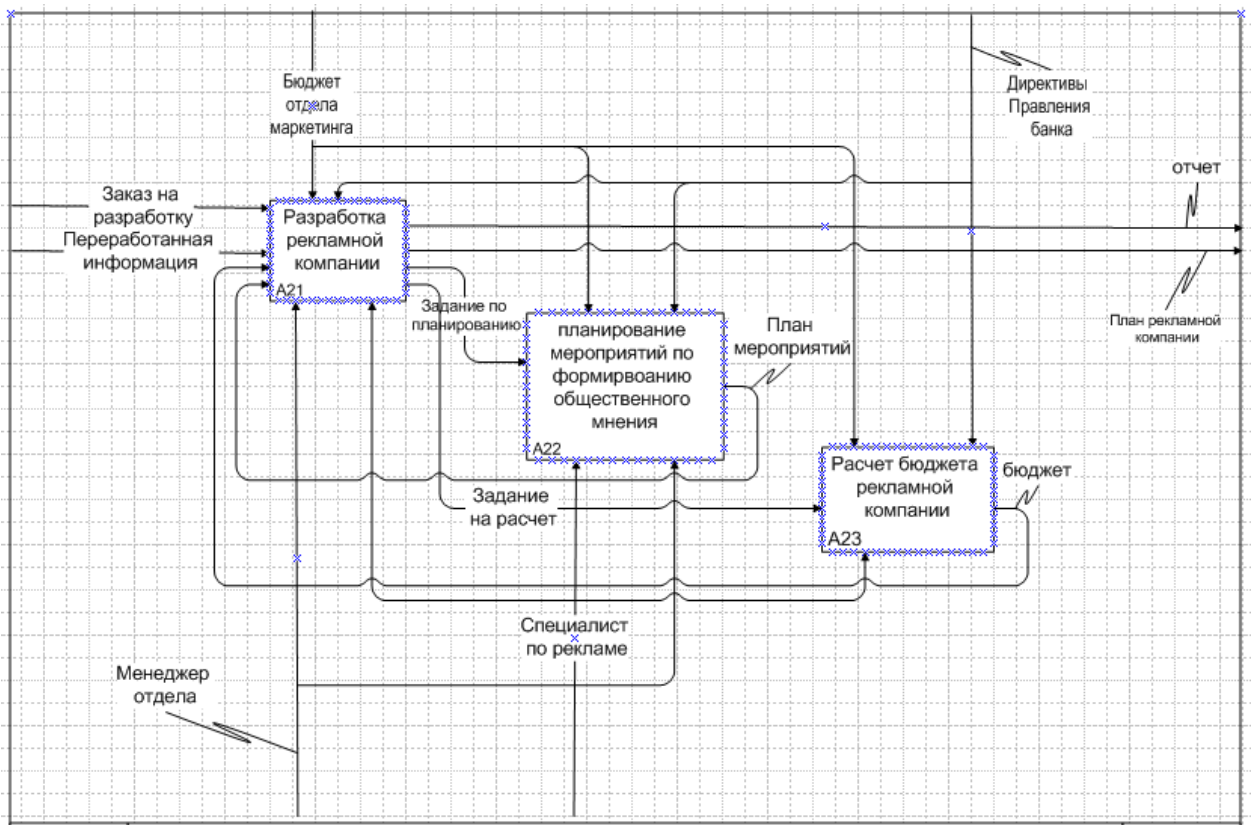 Бюджет
отдела
маркетинга
Директивы
Правления
банка
отчет
Заказ на
разработку
Переработанная
информация
Разработка
рекламной
компании
A21
Задание по
планированию
План рекламной
компании
планирование
мероприятий по
формирвоанию
общественного
мнения
A22
План
мероприятий
Расчет бюджета
рекламной
компании
A23
бюджет
Задание
на расчет
Специалист
по рекламе
Менеджер
отдела